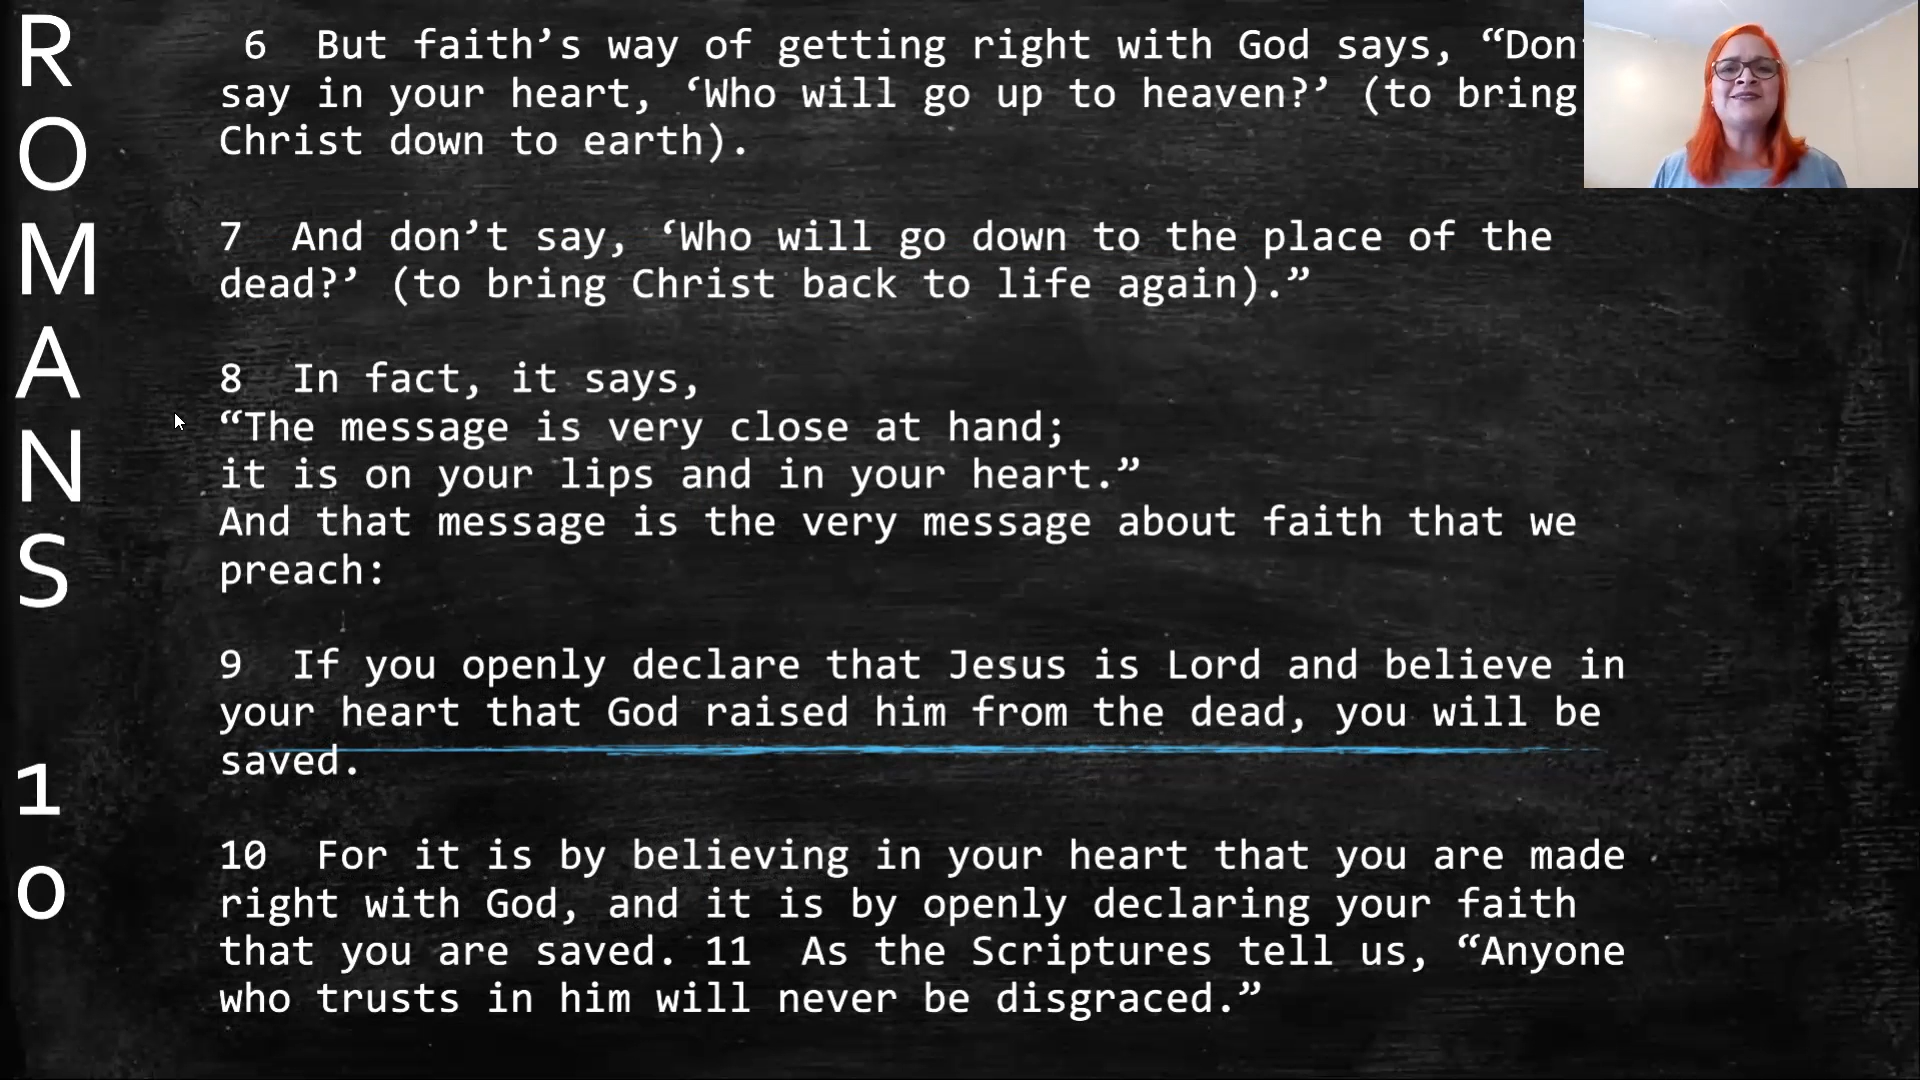 ROMANS 10
6 But faith’s way of getting right with God says, “Don’
say in your heart, ‘Who will go up to heaven?’ (to bring
Christ down to earth).
7 And don’t say, ‘Who will go down to the place of the
dead?’ (to bring Christ back to life again).”
8 In fact, it says,
“The message is very close at hand;
it is on your lips and in your heart.”
And that message is the very message about faith that we
preach:
9 If you openly declare that Jesus is Lord and believe in
your heart that God raised him from the dead, you will be
saved.
10 For it is by believing in your heart that you are made
right with God, and it is by openly declaring your faith
that you are saved. 11 As the Scriptures tell us, “Anyone
who trusts in him will never be disgraced.”